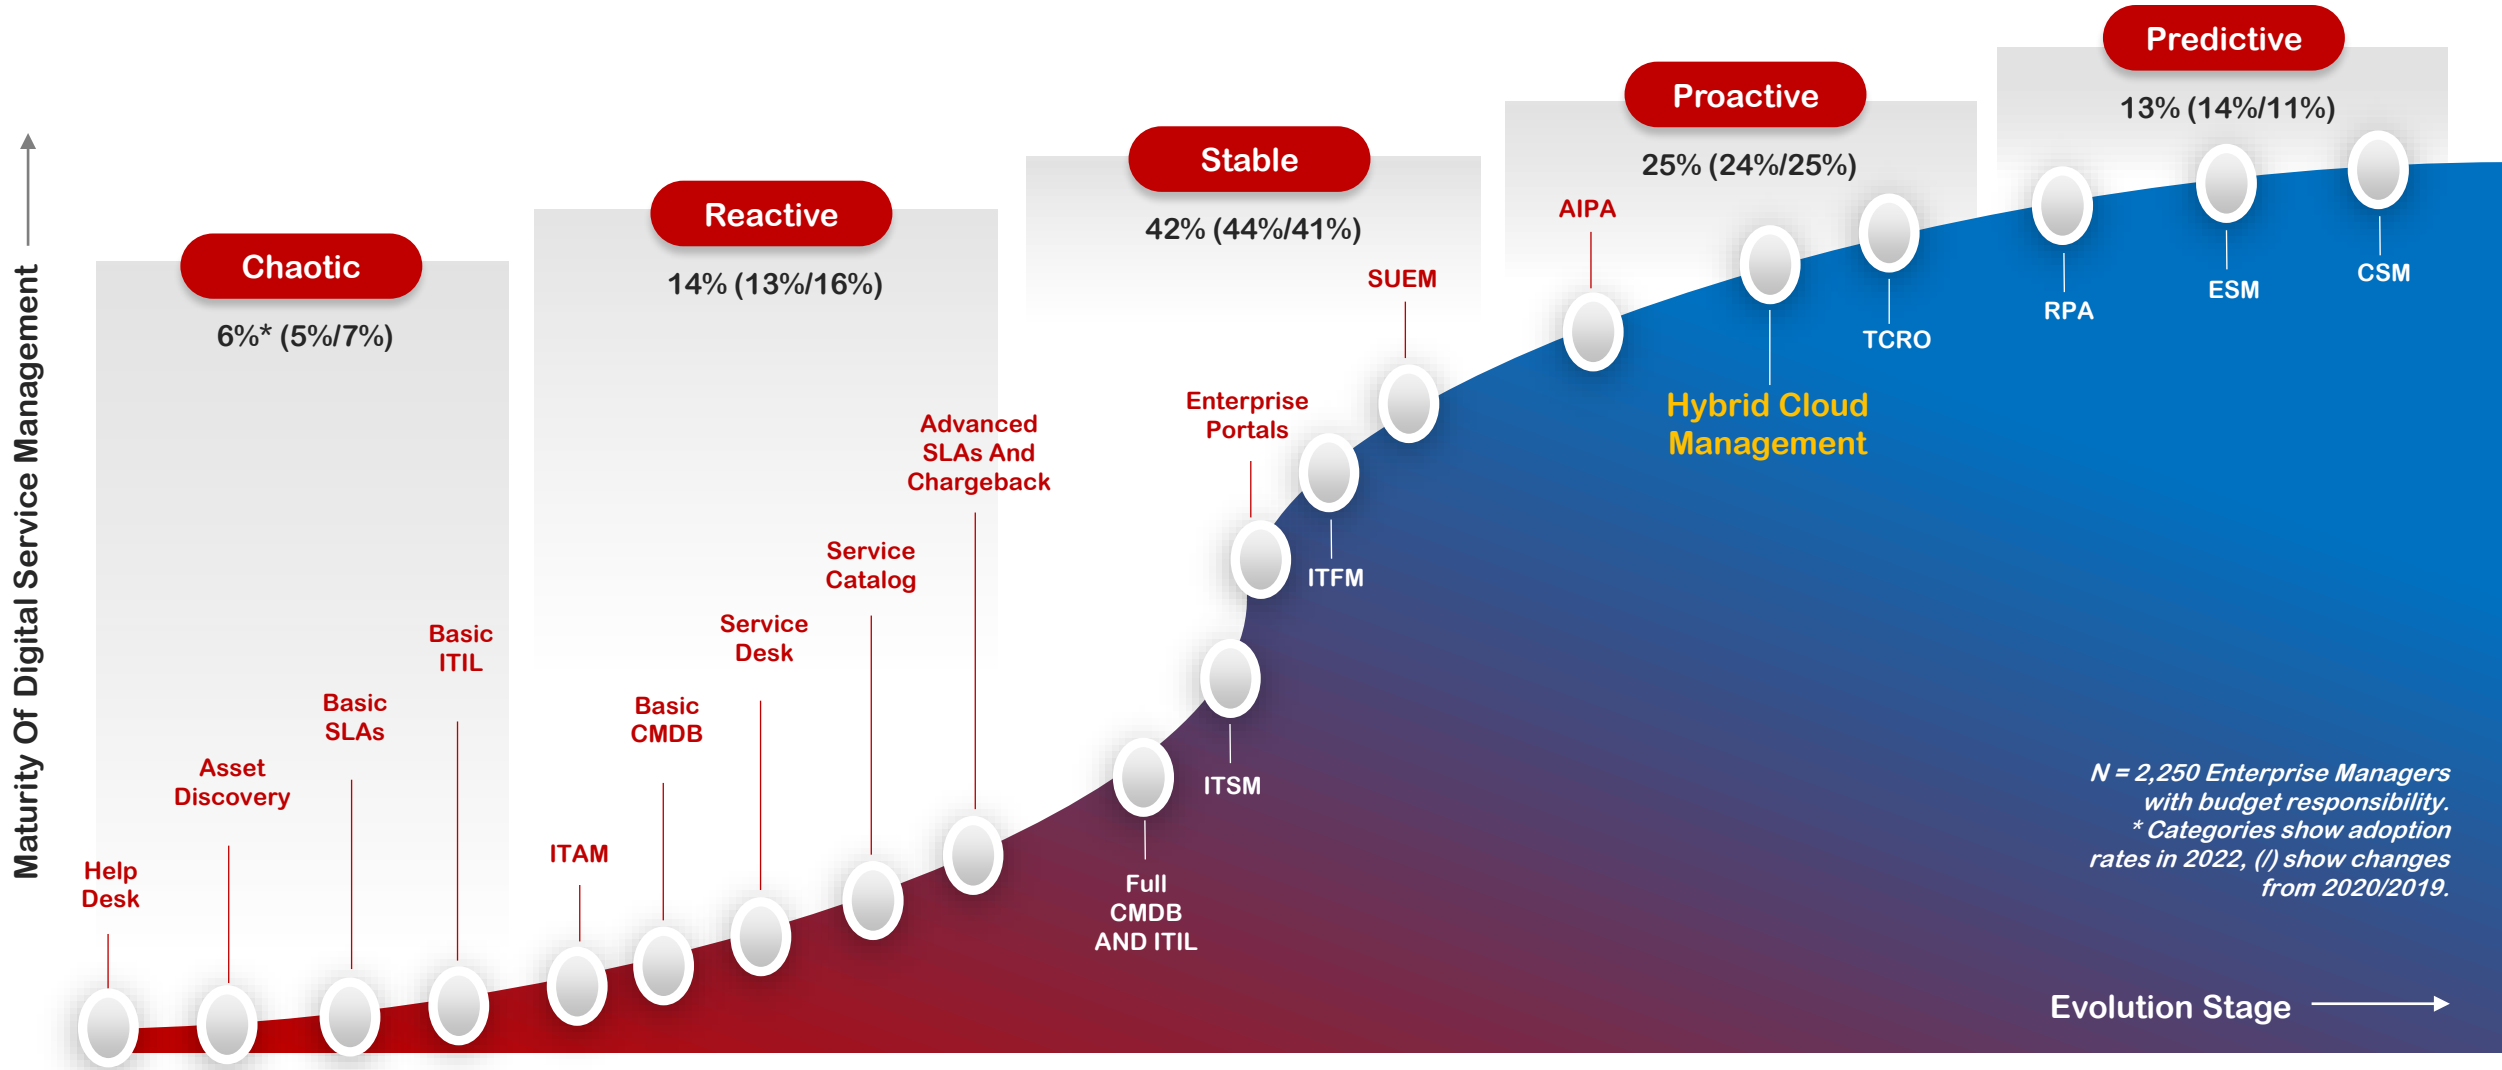 Predictive
13% (14%/11%)
Proactive
25% (24%/25%)
Stable
42% (44%/41%)
Reactive
14% (13%/16%)
Chaotic
6%* (5%/7%)
Maturity Of Digital Service Management
Help
Desk
Asset
Discovery
Basic
SLAs
Basic
ITIL
ITAM
Basic
CMDB
Service
Desk
Service
Catalog
Advanced
SLAs And
Chargeback
Full
CMDB
AND ITIL
ITSM
Enterprise
Portals
ITFM
SUEM
AIPA
Hybrid Cloud
Management
TCRO
RPA
ESM
CSM
N = 2,250 Enterprise Managers
with budget responsibility.
* Categories show adoption
rates in 2022, (/) show changes
from 2020/2019.
Evolution Stage